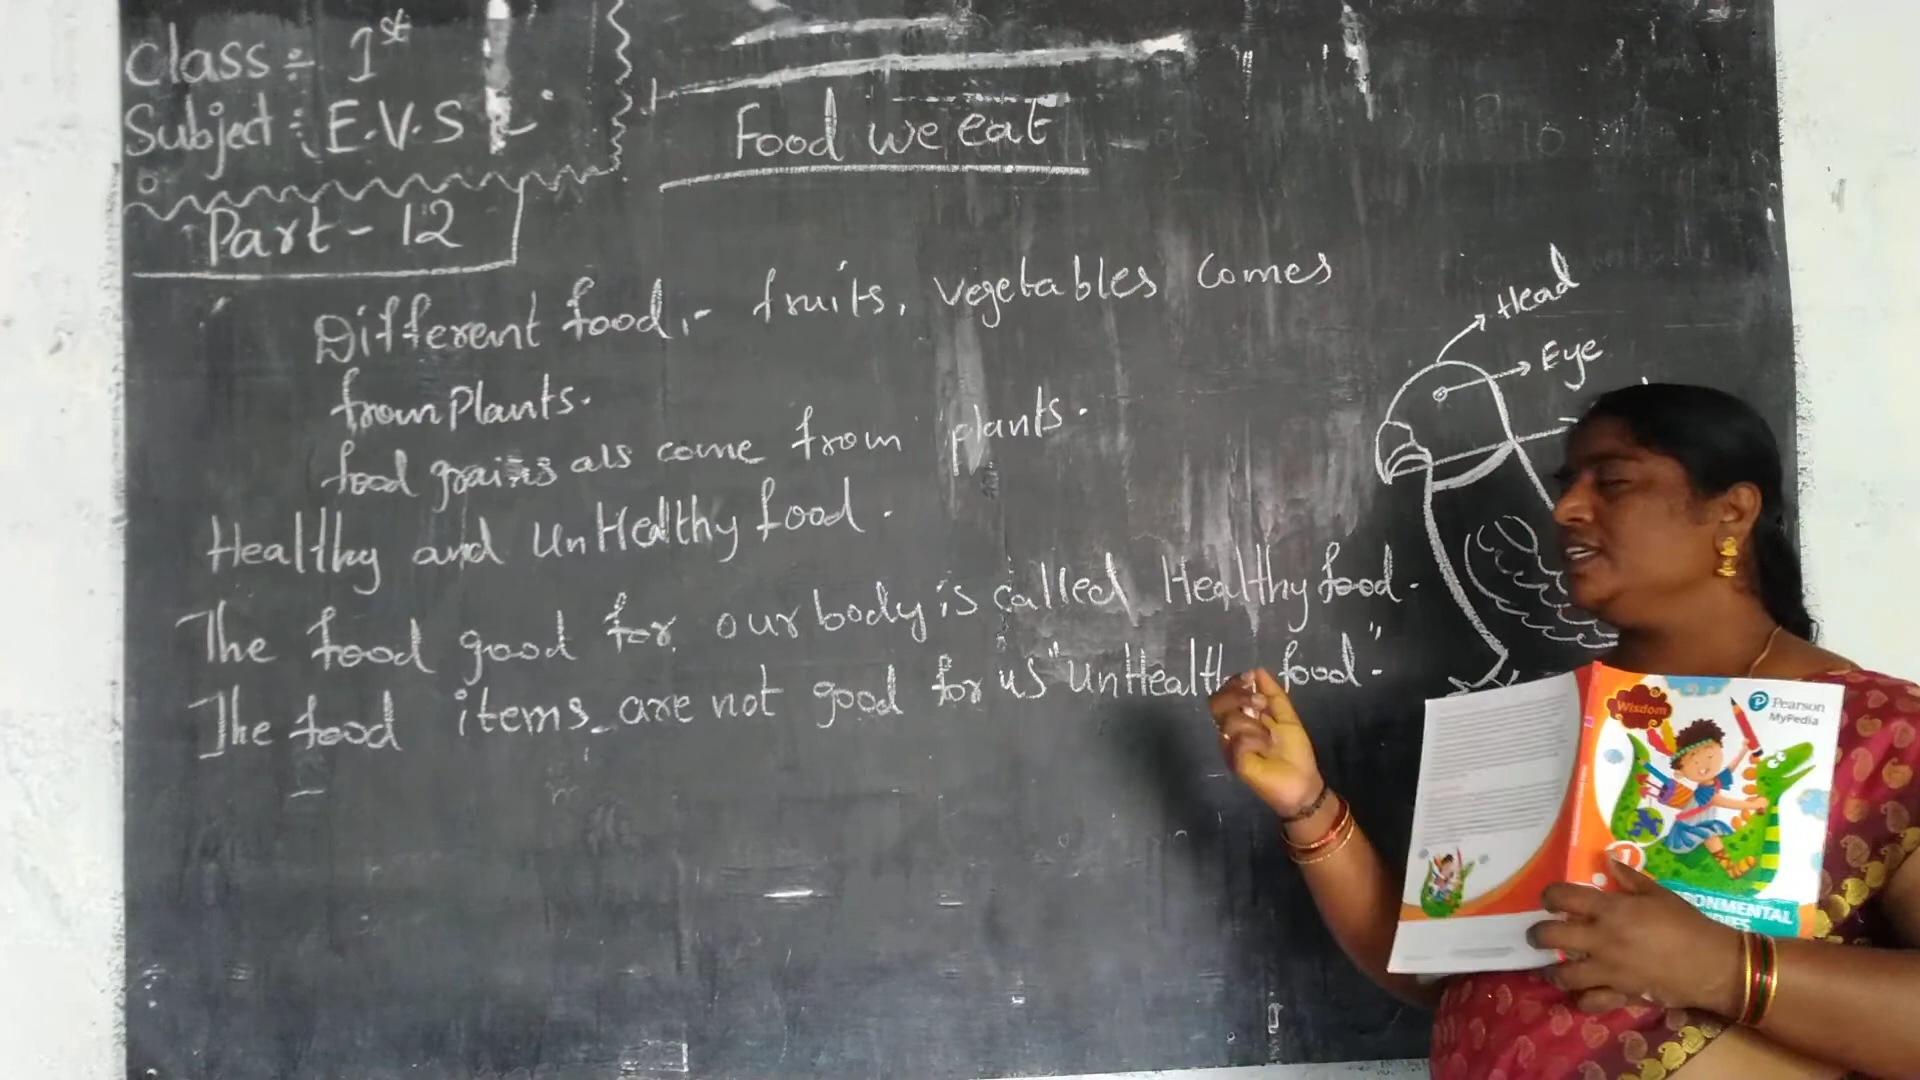 Class :- 1st
Subject : E.V.S
Part - 12
Food we eat
Different food :- fruits, vegetables comes
from Plants.
food grains als come from plants.
Healthy and UnHealthy food.
The food good for our body is called Healthy food.
The food items are not good for us "UnHealthy food".
Head
Eye
Wisdom
Pearson
MyPedia
1